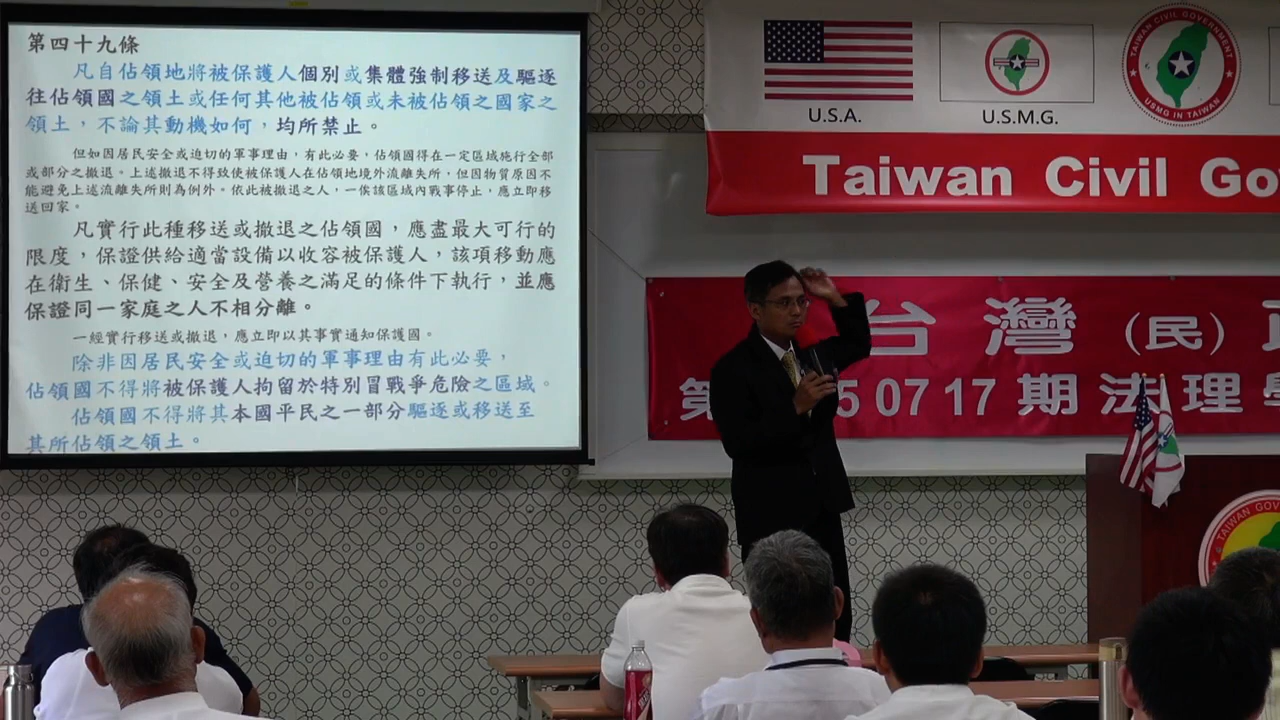 第四十九條
凡自佔領地將被保護人個別或集體強制移送及驅逐
往佔領國之領土或任何其他被佔領或未被佔領之國家之
領土，不論其動機如何，均所禁止。
但如因居民安全或迫切的軍事理由，有此必要，佔領國得在一定區域施行全部
或部分之撤退。上述撤退不得致使被保護人在佔領地境外流離失所，但因物質原因不
能避免上述流離失所則為例外。依此被撤退之人，一俟該區域內戰事停止，應立即移
送回家。
凡實行此種移送或撤退之佔領國，應盡最大可行的
限度，保證供給適當設備以收容被保護人，該項移動應
在衛生、保健、安全及營養之滿足的條件下執行，並應
保證同一家庭之人不相分離。
一經實行移送或撤退，應立即以其事實通知保護國。
除非因居民安全或迫切的軍事理由有此必要，
佔領國不得將被保護人拘留於特別冒戰爭危險之區域。
佔領國不得將其本國平民之一部分驅逐或移送至
其所佔領之領土。
U.S.A.
U.S.M.G.
TAIWAN CIVIL GOVERNMENT
USMG IN TAIWAN
Taiwan Civil Go
台灣（民）
第 5 07 17 期法理
TAIWAN GOVER